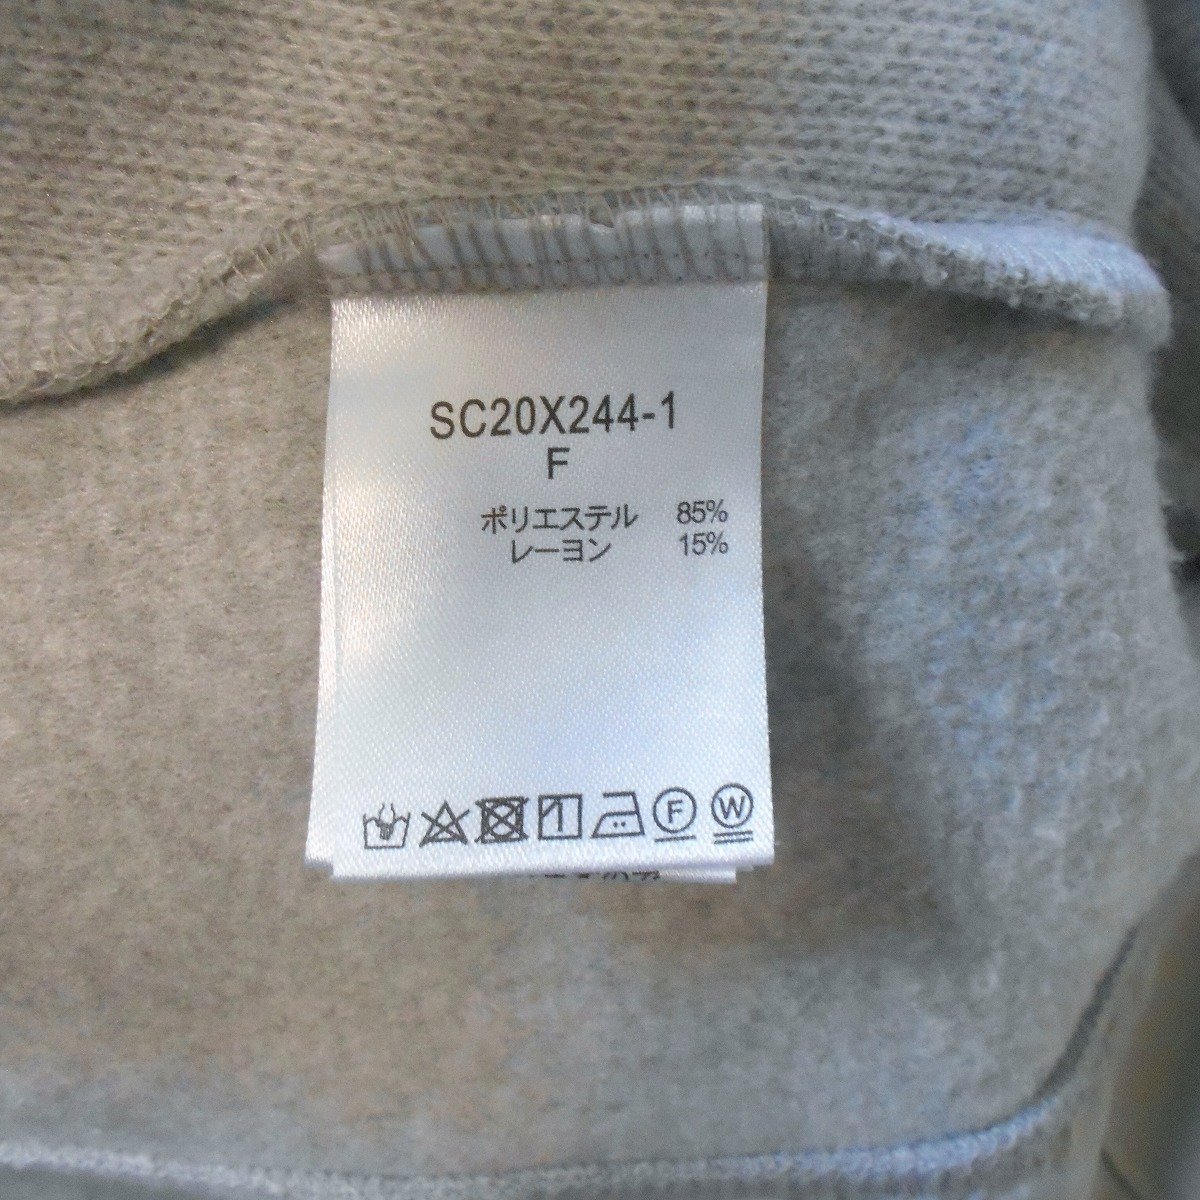 SC20X244-1
F
ポリエステル 85%
レーヨン 15%
F W